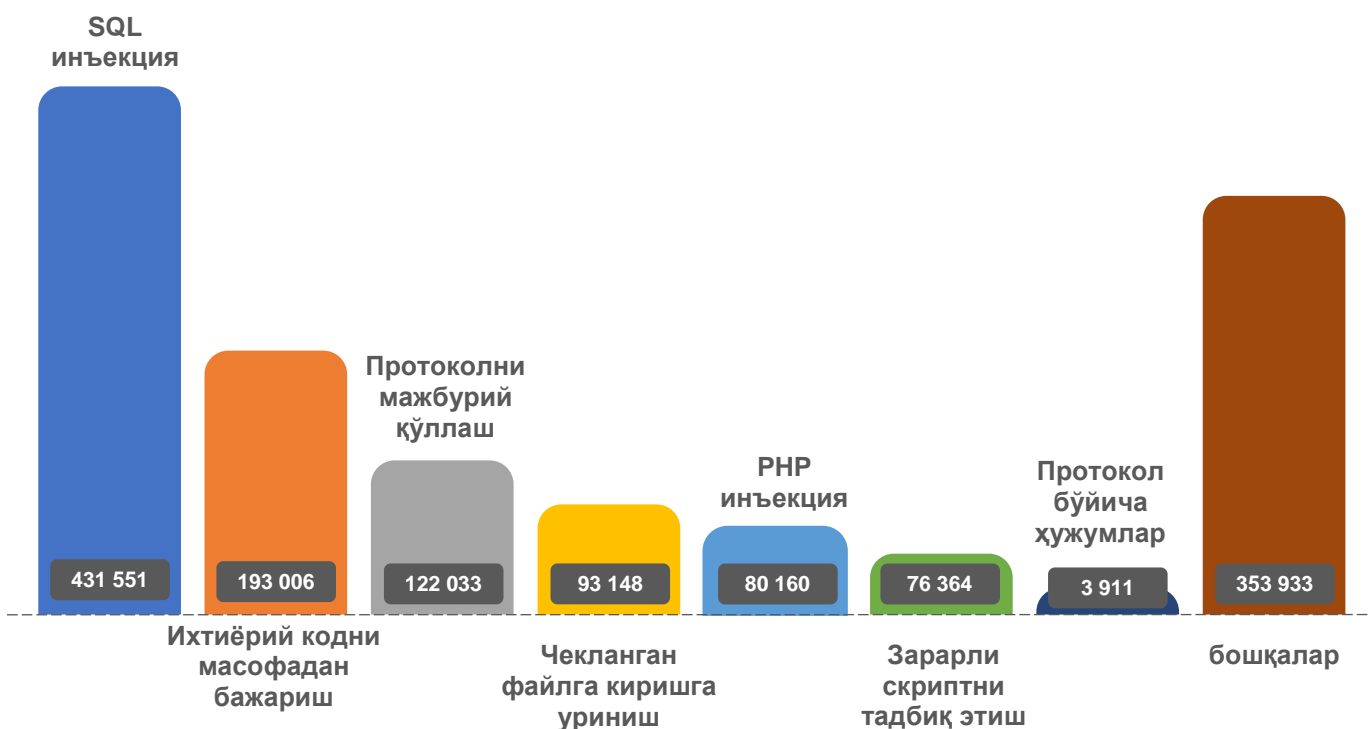 SQL
инъекция
431 551
193 006
Ихтиёрий кодни
масофадан
бажариш
Протоколни
мажбурий
қўллаш
122 033
93 148
Чекланган
файлга киришга
уриниш
PHP
инъекция
80 160
76 364
Зарарли
скриптни
тадбиқ этиш
Протокол
бўйича
ҳужумлар
3 911
353 933
бошқалар